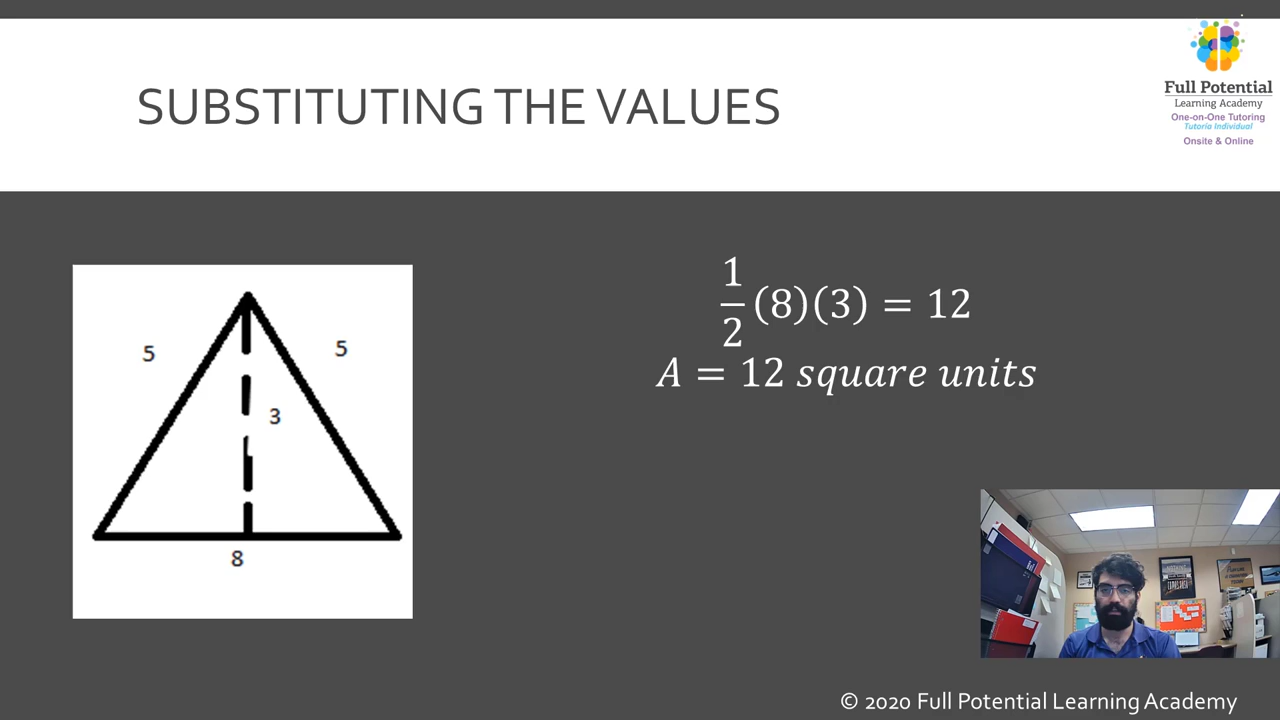 SUBSTITUTING THE VALUES
Full Potential
Learning Academy
One-on-One Tutoring
Tutoría Individual
Onsite & Online
5
5
3
8
1/2 (8)(3) = 12
A = 12 square units
© 2020 Full Potential Learning Academy